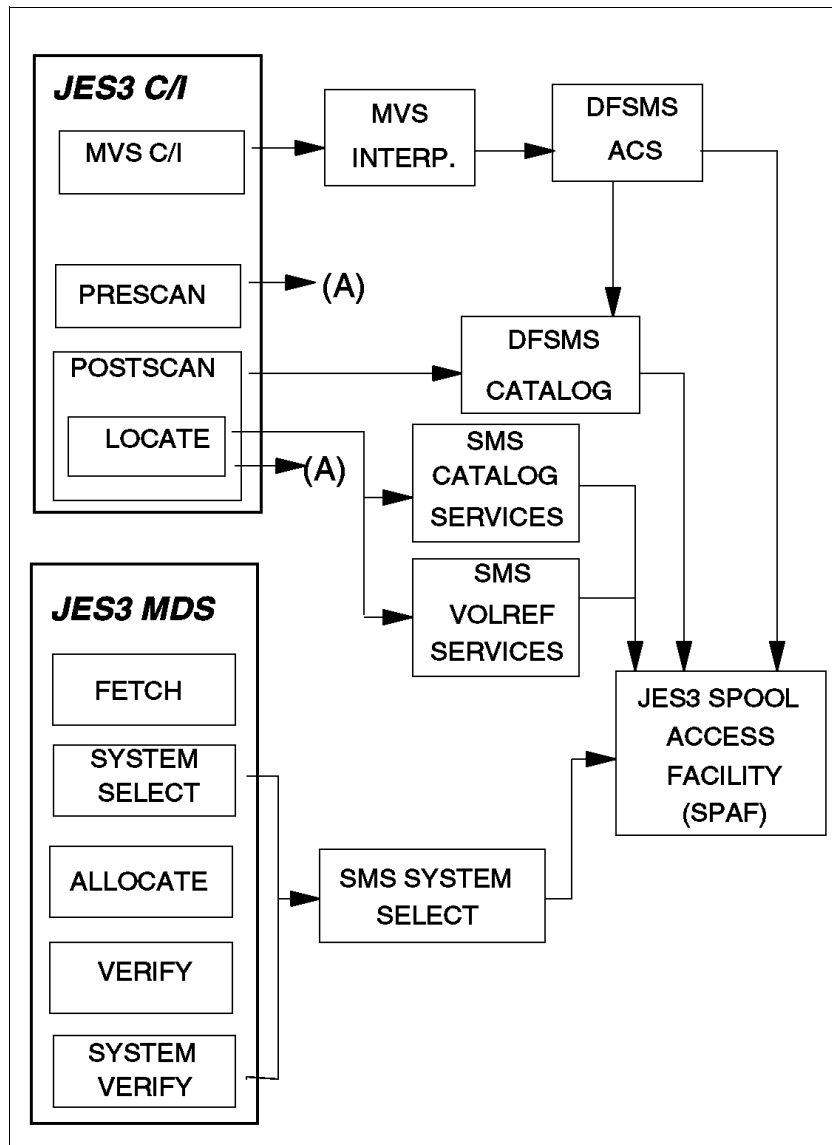 JES3 C/I
MVS C/I
MVS
INTERP.
DFSMS
ACS
PRESCAN
(A)
POSTSCAN
DFSMS
CATALOG
LOCATE
(A)
SMS
CATALOG
SERVICES
SMS
VOLREF
SERVICES
JES3 MDS
FETCH
SYSTEM
SELECT
ALLOCATE
VERIFY
SYSTEM
VERIFY
SMS SYSTEM
SELECT
JES3 SPOOL
ACCESS
FACILITY
(SPAF)